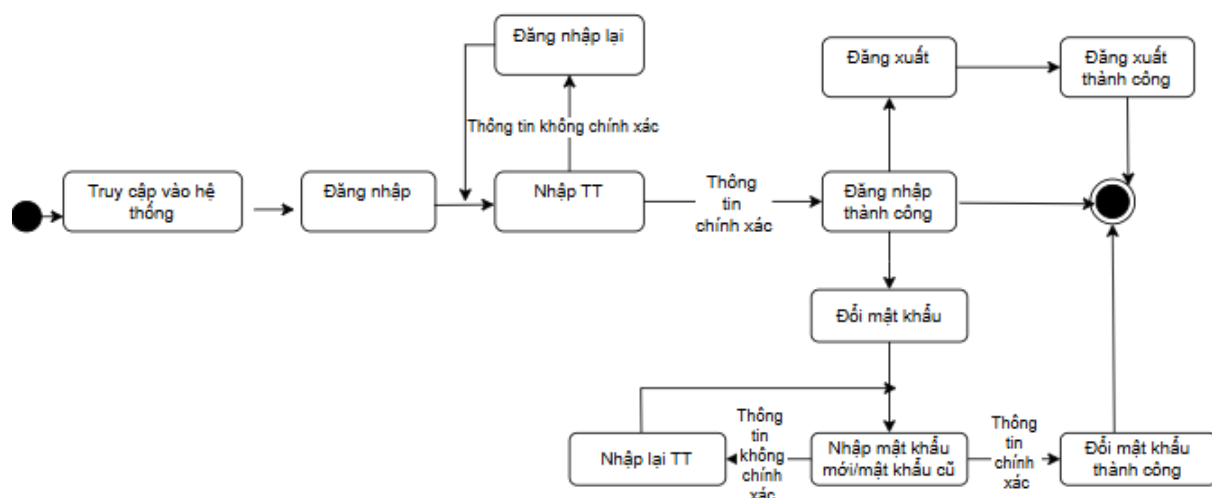 Đăng nhập lại
Thông tin không chính xác
Truy cập vào hệ
thống
Đăng nhập
Nhập TT
Thông
tin
chính xác
Đăng xuất
Đăng xuất
thành công
Đăng nhập
thành công
Đổi mật khẩu
Nhập lại TT
Thông
tin
không
chính
xác
Nhập mật khẩu
mới/mật khẩu cũ
Thông
tin
chính
xác
Đổi mật khẩu
thành công